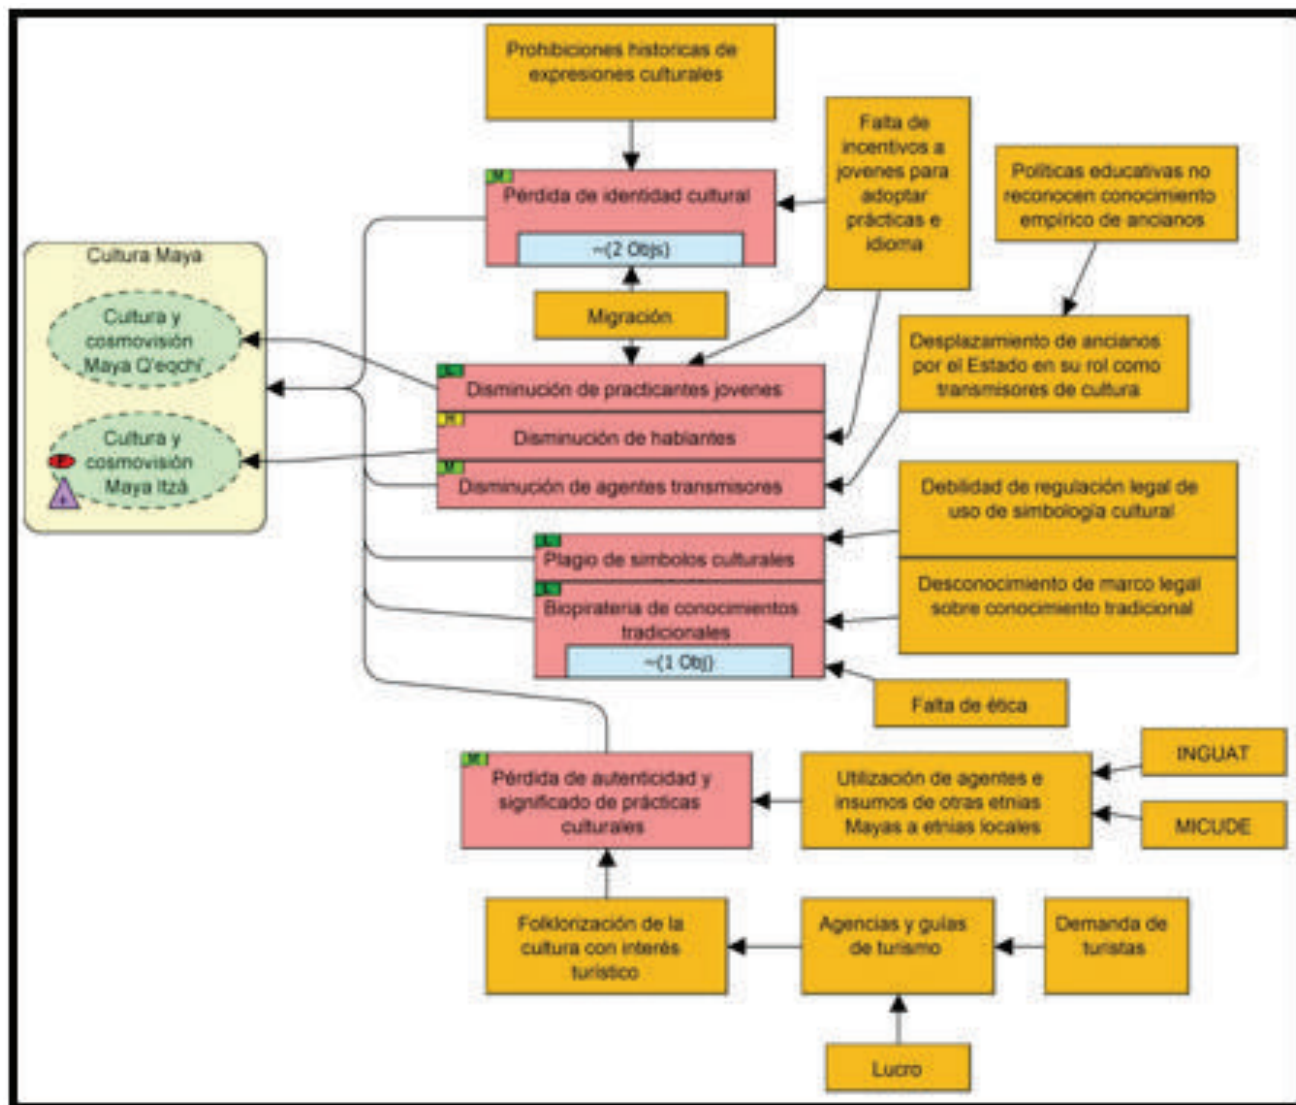 Prohibiciones historicas de
expresiones culturales
Falta de
incentivos a
jovenes para
adoptar
prácticas e
idioma
Políticas educativas no
reconocen conocimiento
empírico de ancianos
M
Pérdida de identidad cultural
~(2 Objs)
Cultura Maya
Cultura y
cosmovisión
Maya Q'eqchí'
Cultura y
cosmovisión
Maya Itzá
Migración
Desplazamiento de ancianos
por el Estado en su rol como
transmisores de cultura
L
Disminución de practicantes jovenes
H
Disminución de hablantes
M
Disminución de agentes transmisores
Debilidad de regulación legal de
uso de simbología cultural
L
Plagio de simbolos culturales
Desconocimiento de marco legal
sobre conocimiento tradicional
L
Biopirateria de conocimientos
tradicionales
~(1 Obj)
Falta de ética
M
Pérdida de autenticidad y
significado de prácticas
culturales
Utilización de agentes e
insumos de otras etnias
Mayas a etnias locales
INGUAT
MICUDE
Folklorización de la
cultura con interés
turístico
Agencias y guías
de turismo
Demanda de
turistas
Lucro